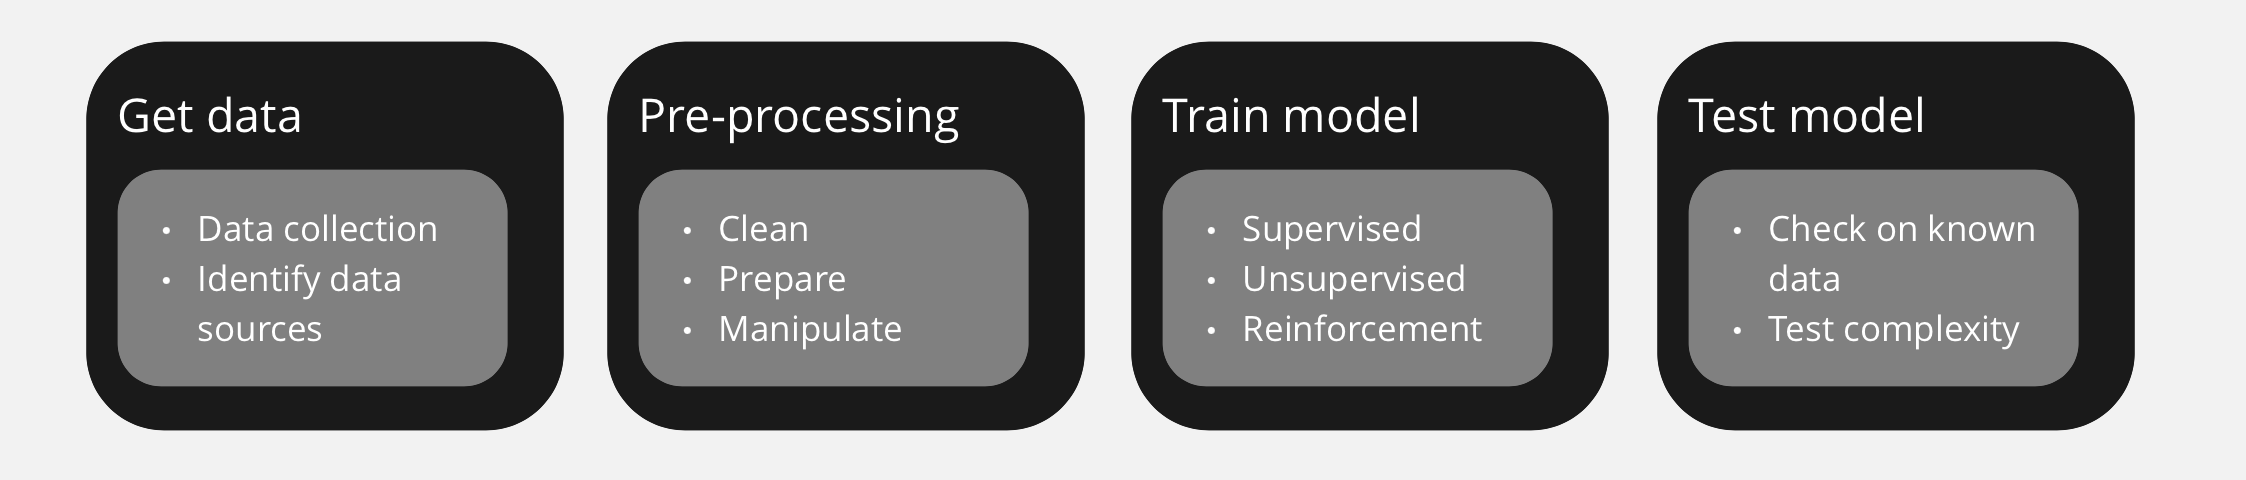 Get data
• Data collection
• Identify data
sources
Pre-processing
• Clean
• Prepare
• Manipulate
Train model
• Supervised
• Unsupervised
• Reinforcement
Test model
• Check on known
data
• Test complexity